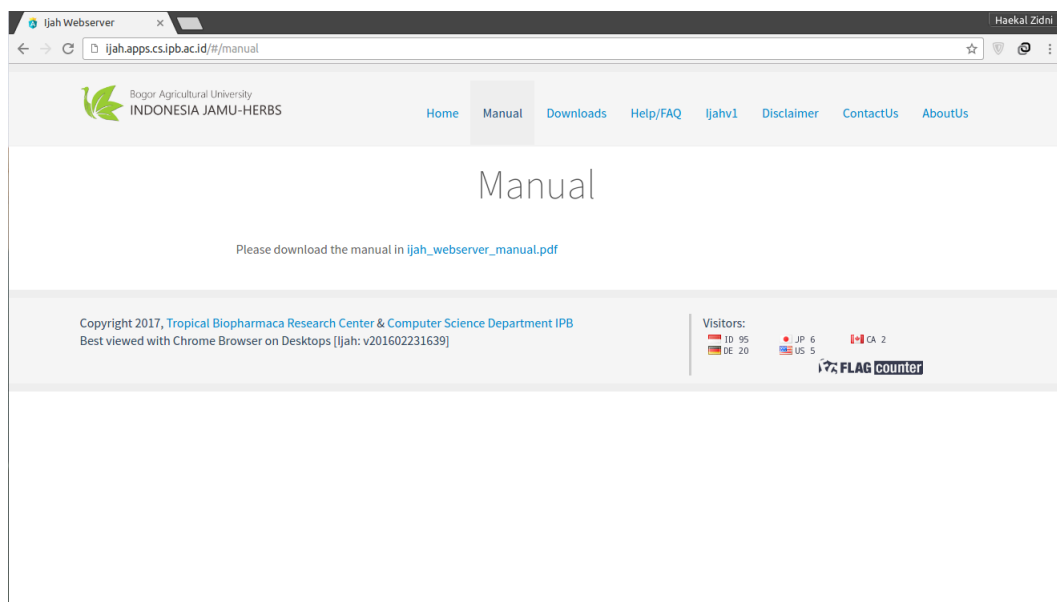 Ijah Webserver
Haekal Zidni
ijah.apps.cs.ipb.ac.id/#/manual
Bogor Agricultural University
INDONESIA JAMU-HERBS
Home Manual Downloads Help/FAQ Ijahv1 Disclaimer ContactUs AboutUs
Manual
Please download the manual in ijah_webserver_manual.pdf
Copyright 2017, Tropical Biopharmaca Research Center & Computer Science Department IPB
Best viewed with Chrome Browser on Desktops [Ijah: v201602231639]
Visitors:
ID 95 JP 6 CA 2
DE 20 US 5
FLAG counter